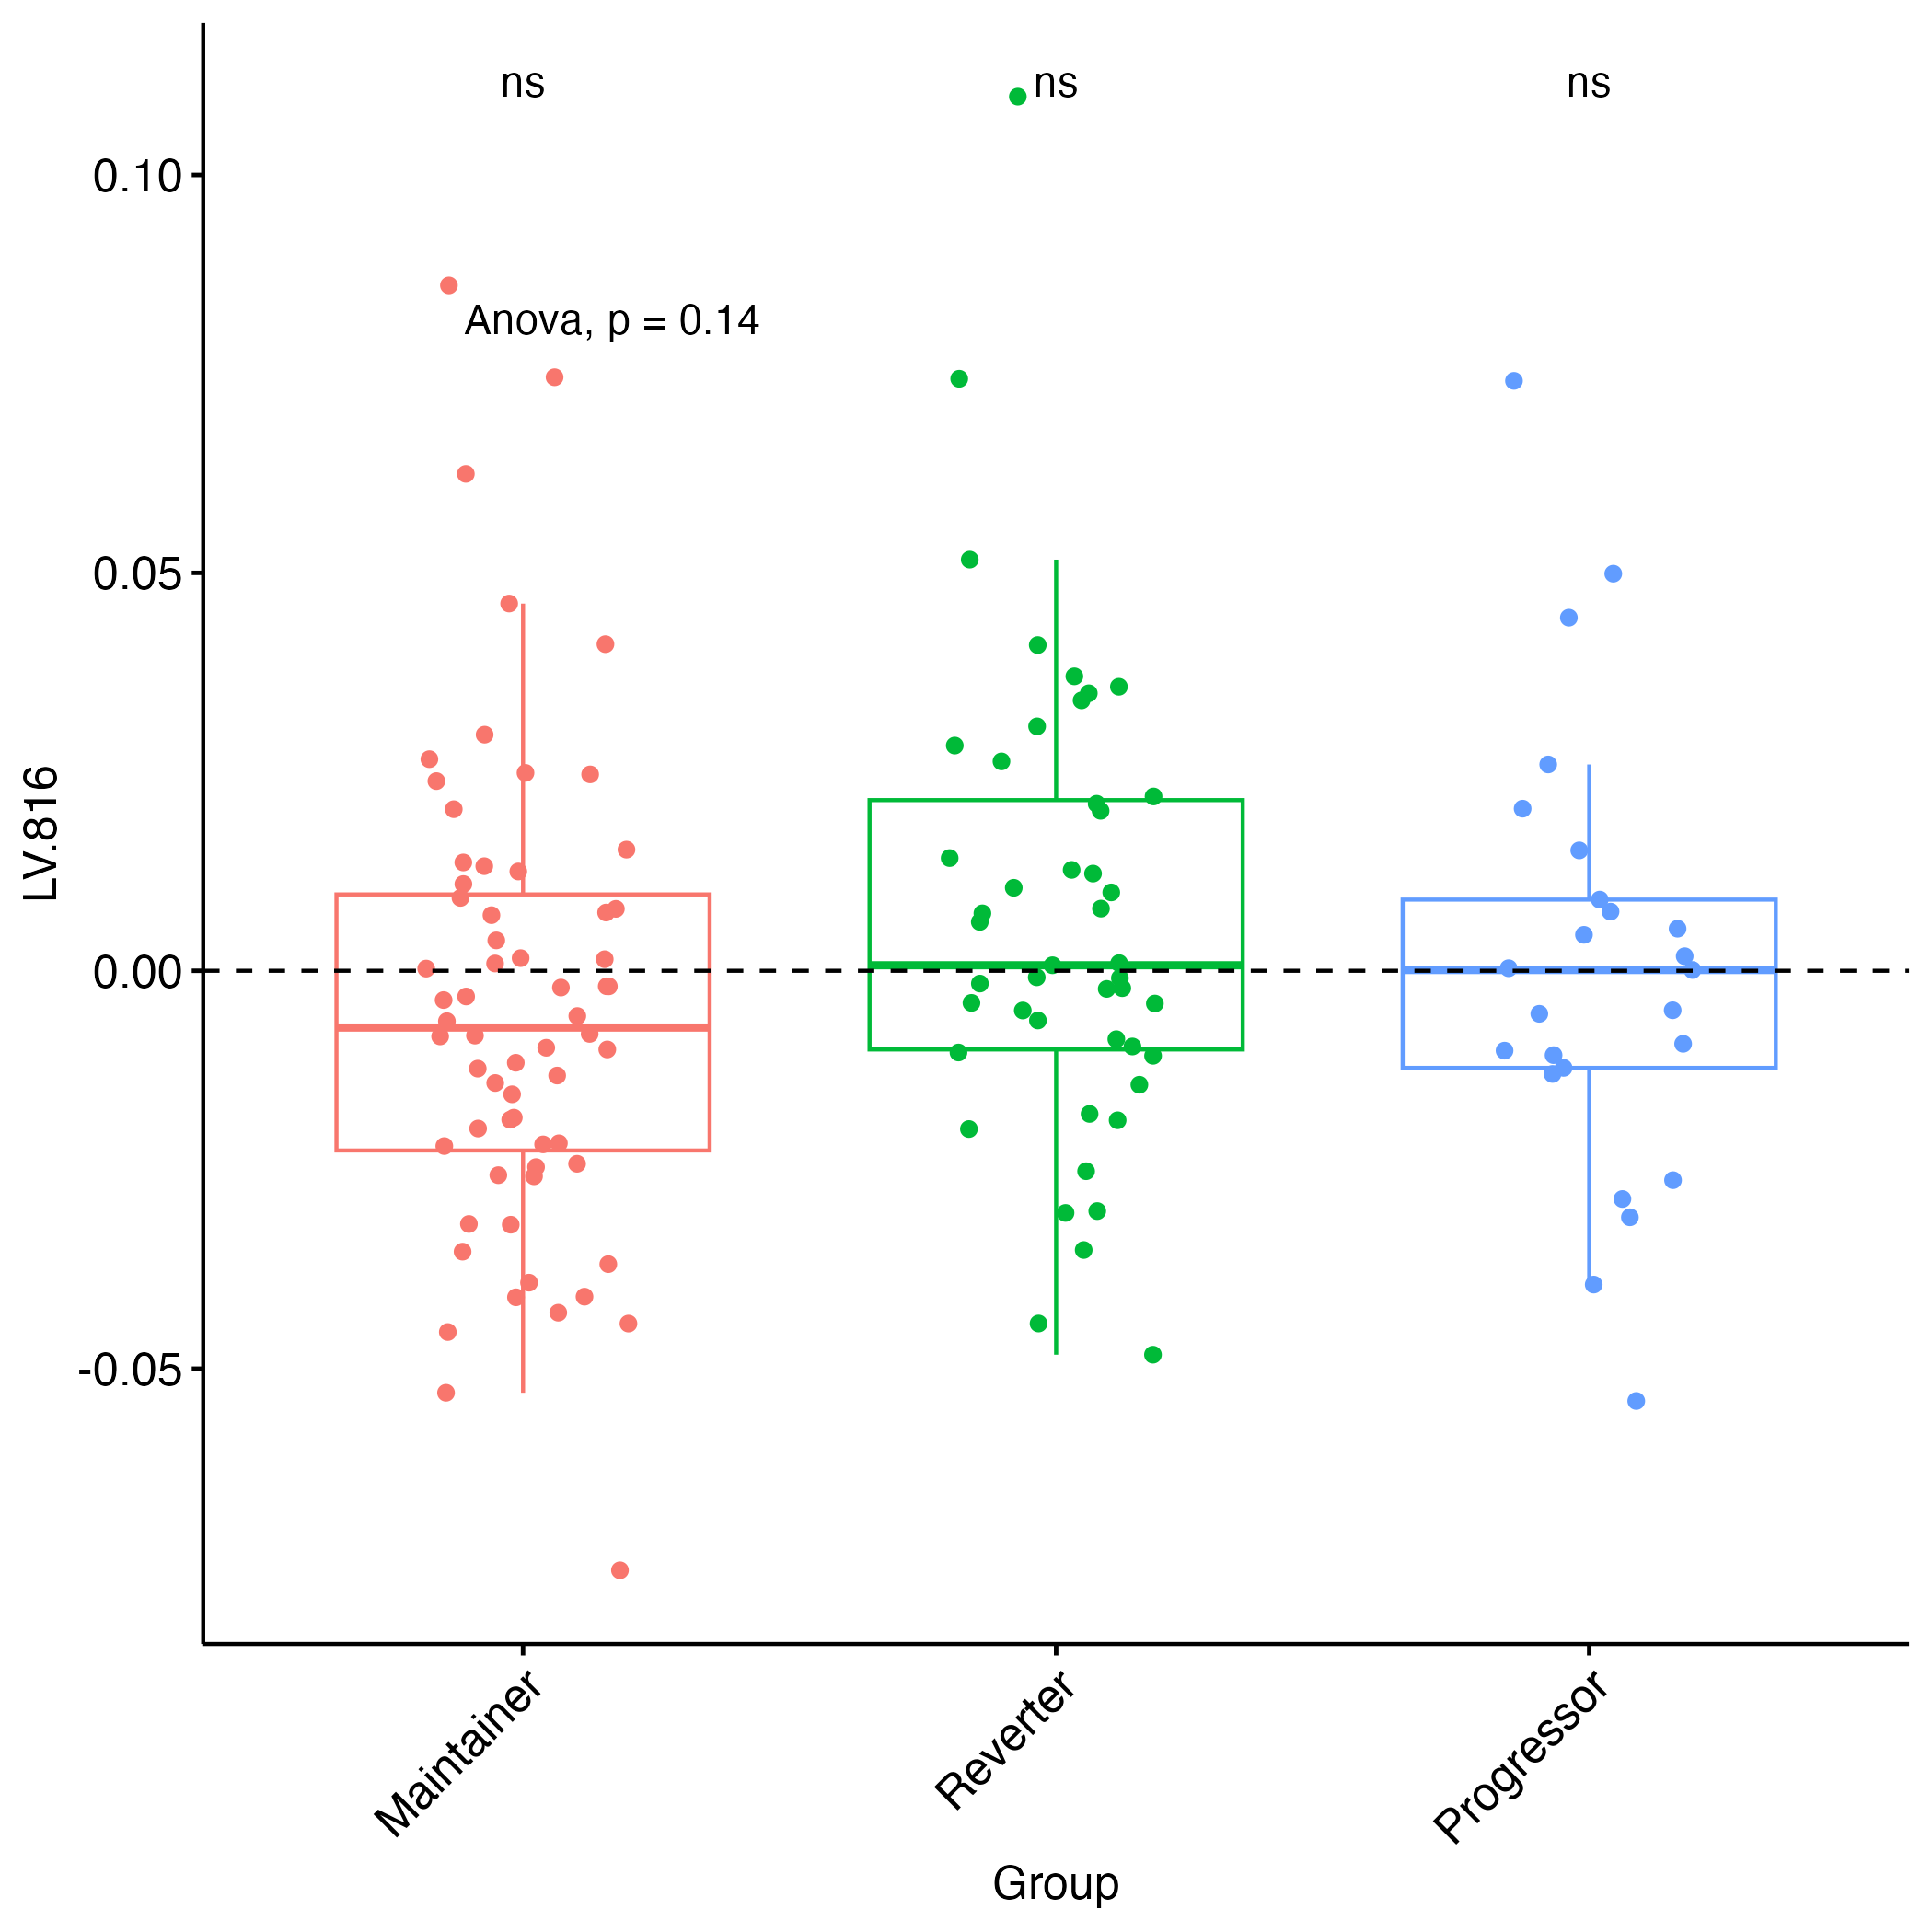 ns ns ns
Anova, p = 0.14
LV.816
0.10
0.05
0.00
-0.05
Maintainer
Reverter
Progressor
Group